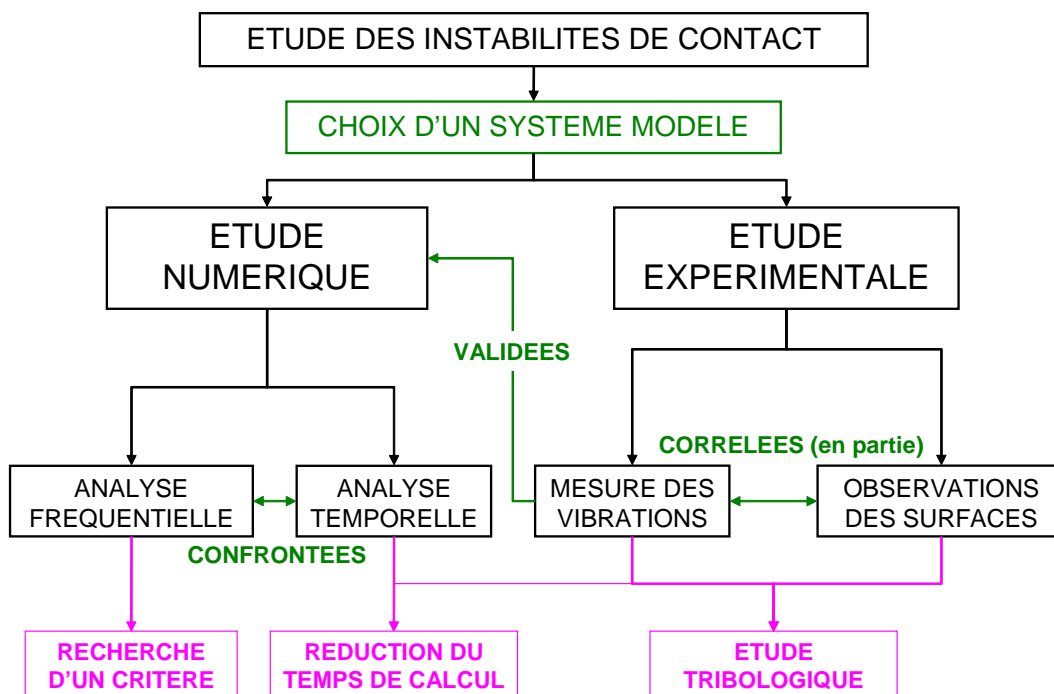 ETUDE DES INSTABILITES DE CONTACT
CHOIX D'UN SYSTEME MODELE
ETUDE
NUMERIQUE
ETUDE
EXPERIMENTALE
VALIDEES
CORRELEES (en partie)
ANALYSE
FREQUENTIELLE
ANALYSE
TEMPORELLE
MESURE DES
VIBRATIONS
OBSERVATIONS
DES SURFACES
CONFRONTEES
RECHERCHE
D'UN CRITERE
REDUCTION DU
TEMPS DE CALCUL
ETUDE
TRIBOLOGIQUE